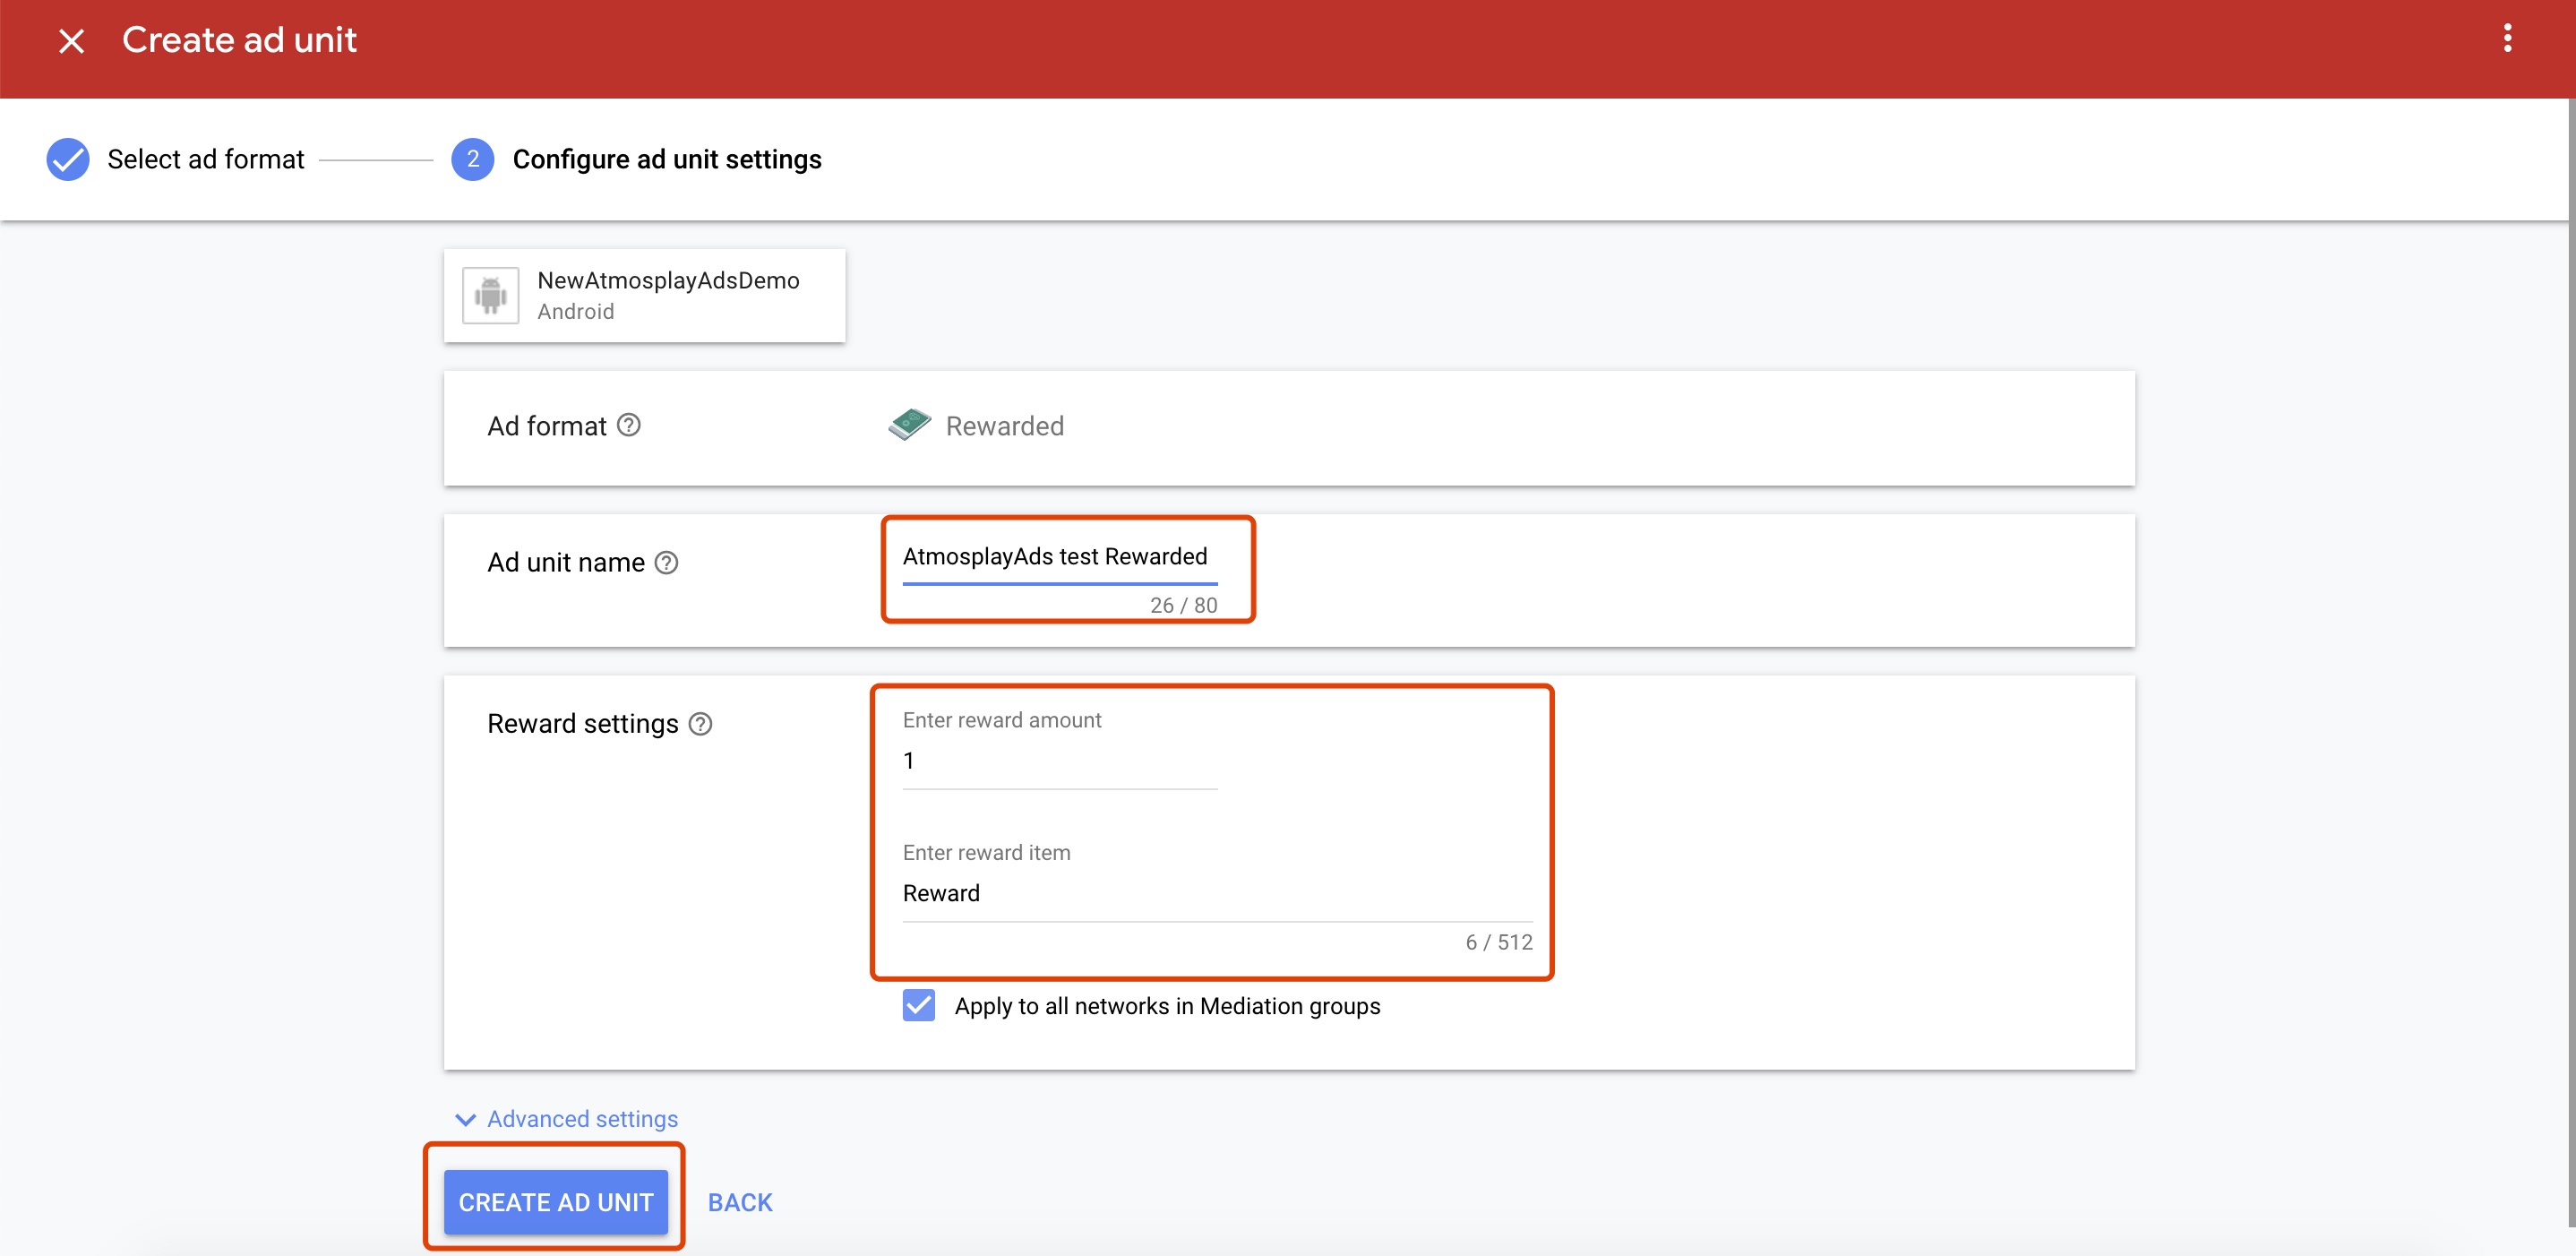 Create ad unit
Select ad format
2
Configure ad unit settings
NewAtmosplayAdsDemo
Android
Ad format
Rewarded
Ad unit name
AtmosplayAds test Rewarded
26 / 80
Reward settings
Enter reward amount
1
Enter reward item
Reward
6 / 512
Apply to all networks in Mediation groups
Advanced settings
CREATE AD UNIT
BACK